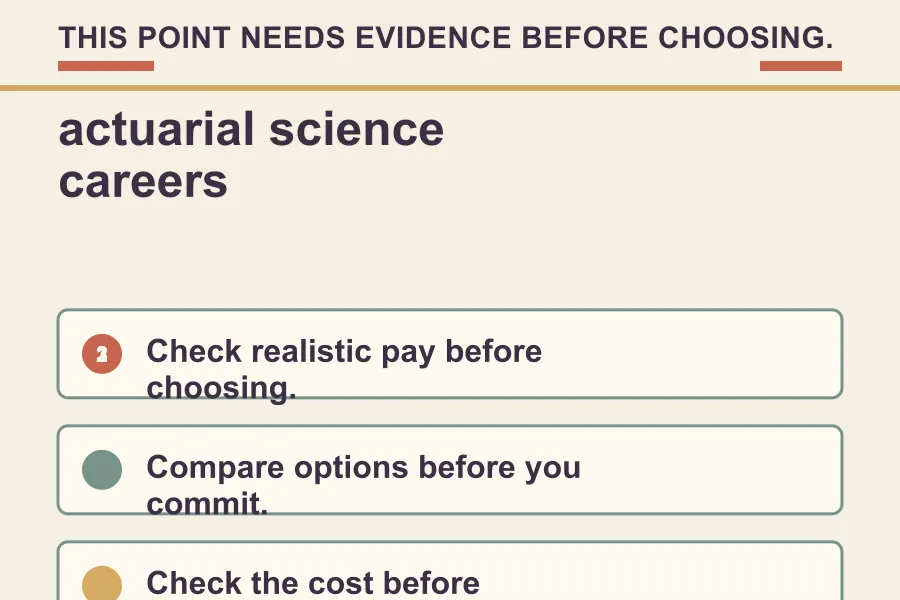 THIS POINT NEEDS EVIDENCE BEFORE CHOOSING.
actuarial science
careers
Check realistic pay before
choosing.
Compare options before you
commit.
Check the cost before